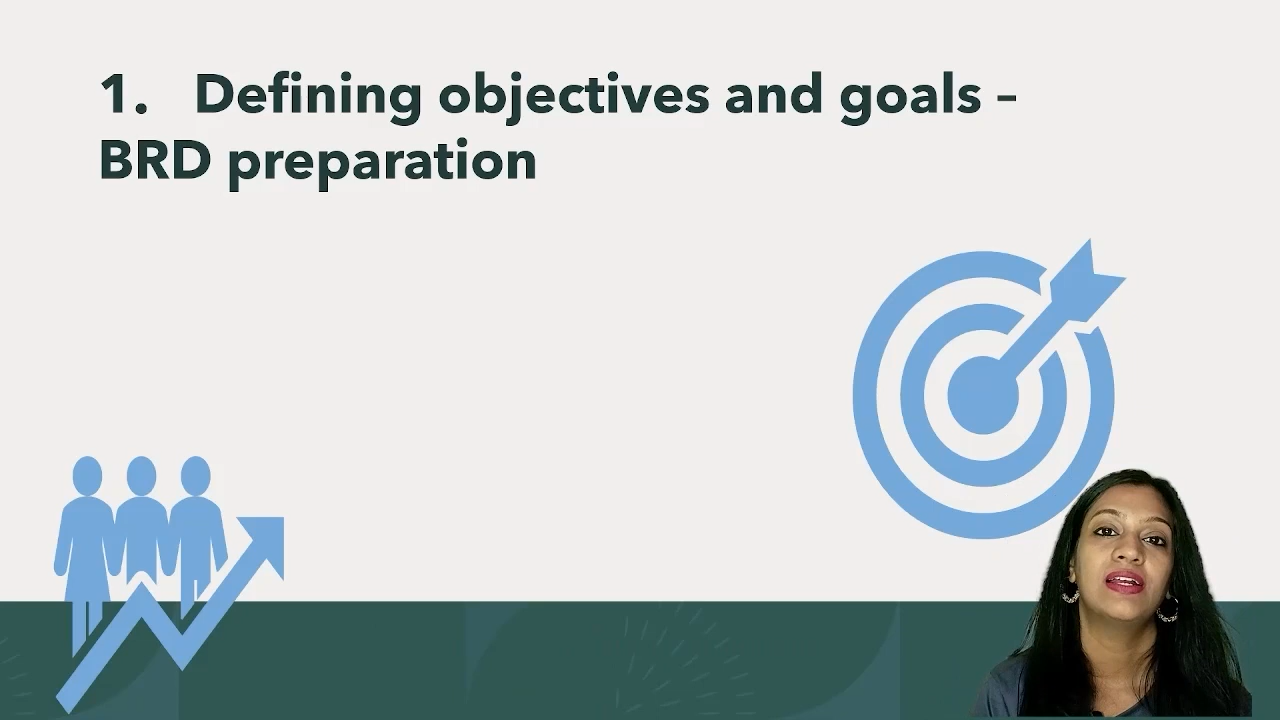 1. Defining objectives and goals –
BRD preparation